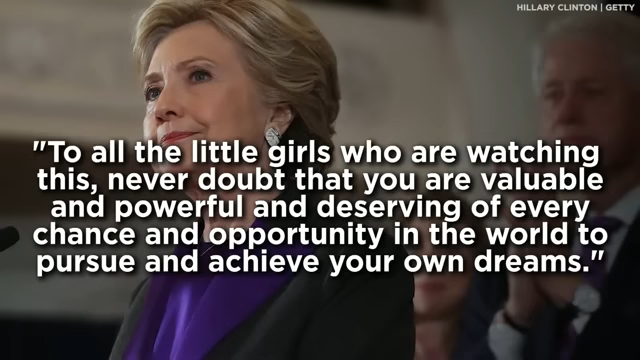 HILLARY CLINTON | GETTY
"To all the little girls who are watching
this, never doubt that you are valuable
and powerful and deserving of every
chance and opportunity in the world to
pursue and achieve your own dreams."